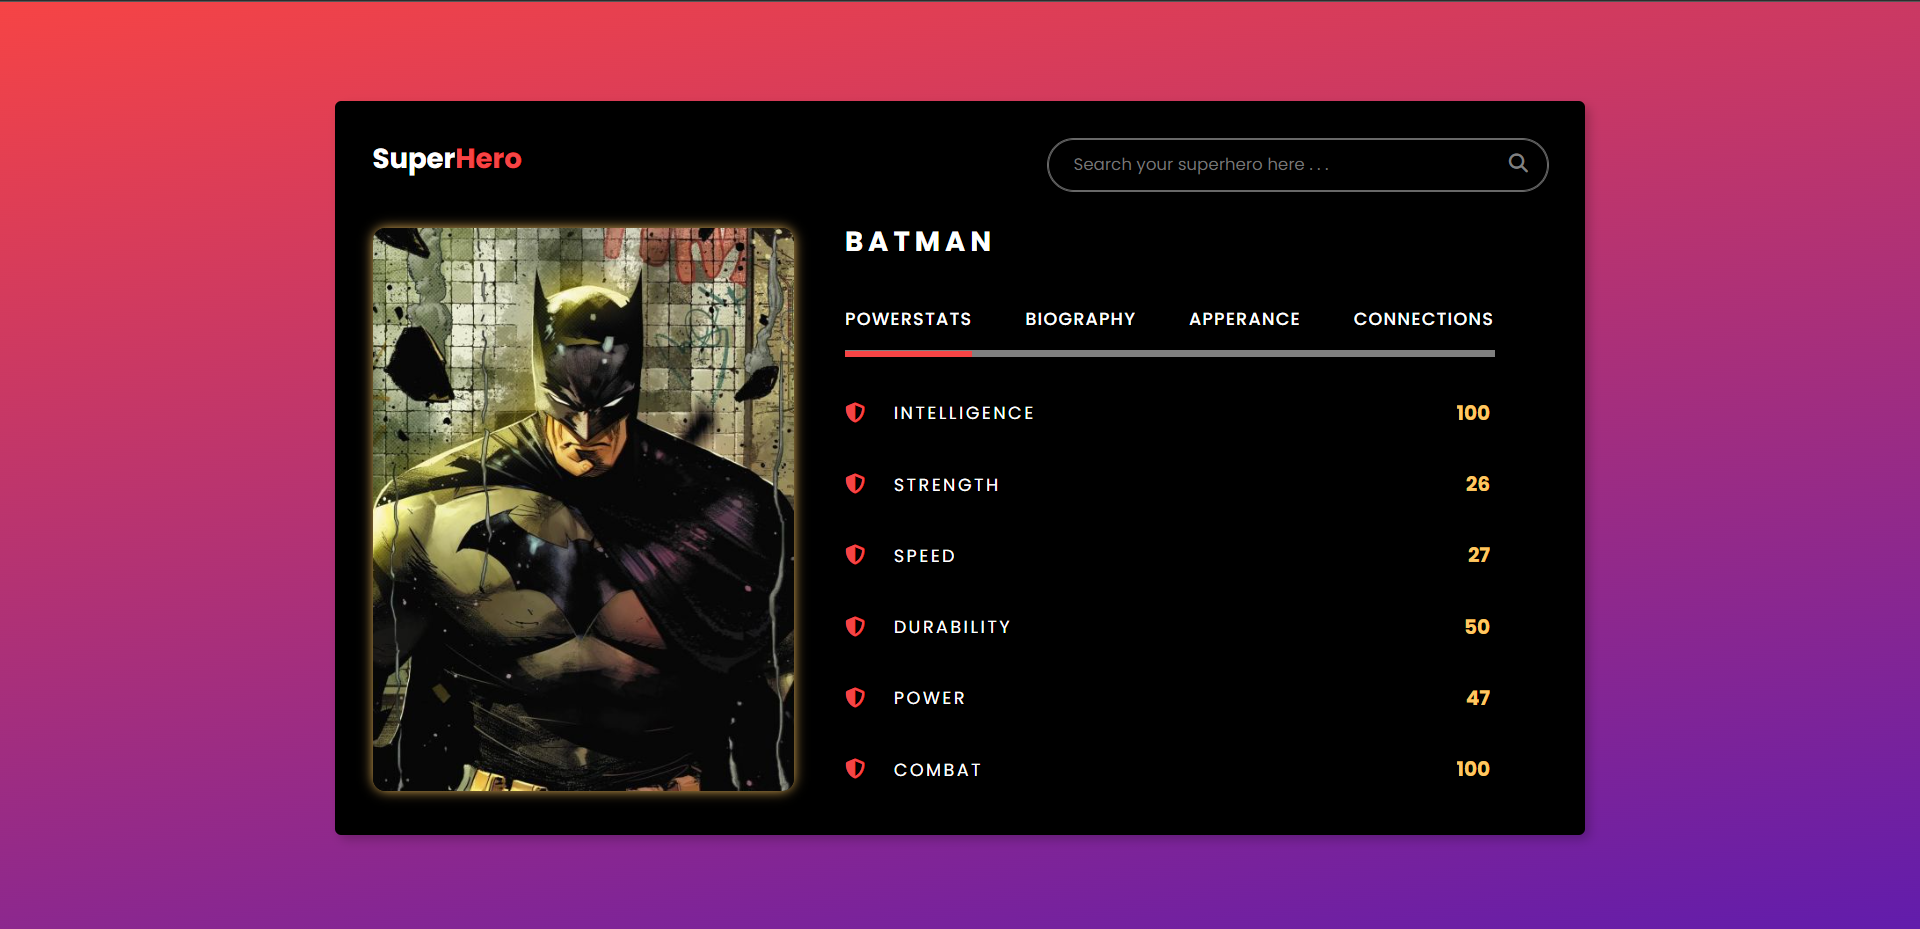 SuperHero
Search your superhero here . . .
BATMAN
POWERSTATS BIOGRAPHY APPERANCE CONNECTIONS
INTELLIGENCE 100
STRENGTH 26
SPEED 27
DURABILITY 50
POWER 47
COMBAT 100